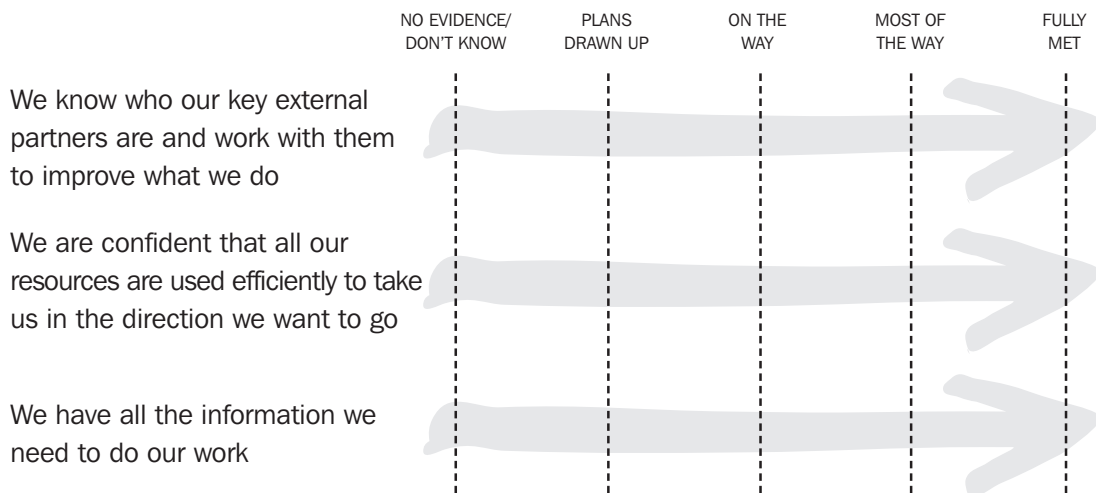 NO EVIDENCE/
DON’T KNOW
PLANS
DRAWN UP
ON THE
WAY
MOST OF
THE WAY
FULLY
MET
We know who our key external
partners are and work with them
to improve what we do
We are confident that all our
resources are used efficiently to take
us in the direction we want to go
We have all the information we
need to do our work